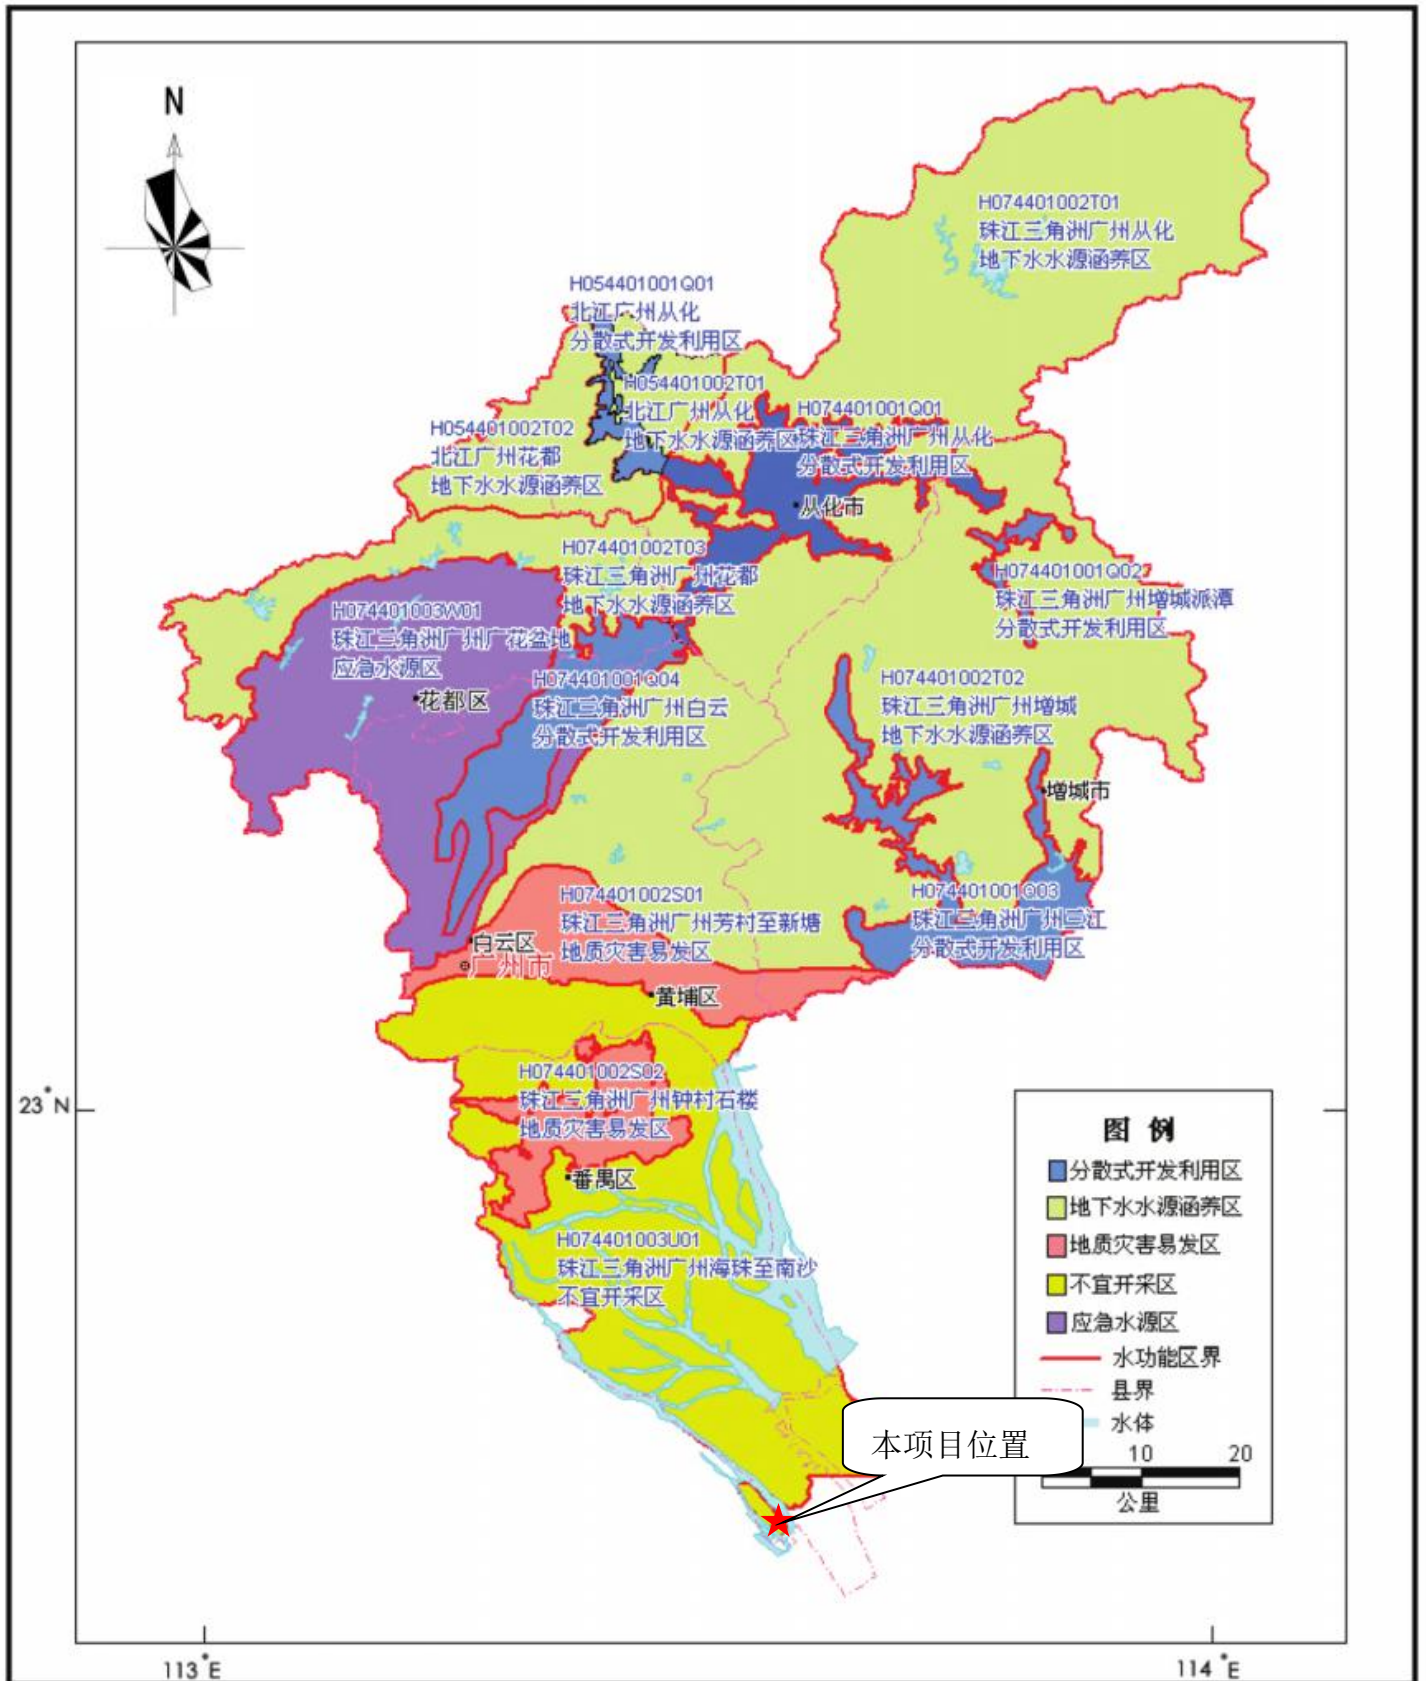 N
H074401002T01
珠江三角洲广州从化
地下水水源涵养区
H054401001Q01
北江广州从化
分散式开发利用区
H054401002T01
北江广州从化
地下水水源涵养区
H074401001Q01
珠江三角洲广州从化
分散式开发利用区
H054401002T02
北江广州花都
地下水水源涵养区
从化市
H074401002T03
珠江三角洲广州花都
地下水水源涵养区
H074401001Q02
珠江三角洲广州增城派潭
分散式开发利用区
H074401003W01
珠江三角洲广州广花盆地
应急水源区
花都区
H074401001Q04
珠江三角洲广州白云
分散式开发利用区
H074401002T02
珠江三角洲广州增城
地下水水源涵养区
增城市
H074401002S01
珠江三角洲广州芳村至新塘
地质灾害易发区
H074401001Q03
珠江三角洲广州三江
分散式开发利用区
白云区
广州市
黄埔区
H074401002S02
珠江三角洲广州钟村石楼
地质灾害易发区
23°N
番禺区
H074401003U01
珠江三角洲广州海珠至南沙
不宜开采区
图 例
分散式开发利用区
地下水水源涵养区
地质灾害易发区
不宜开采区
应急水源区
水功能区界
县界
水体
10 20
公里
本项目位置
113°E
114°E